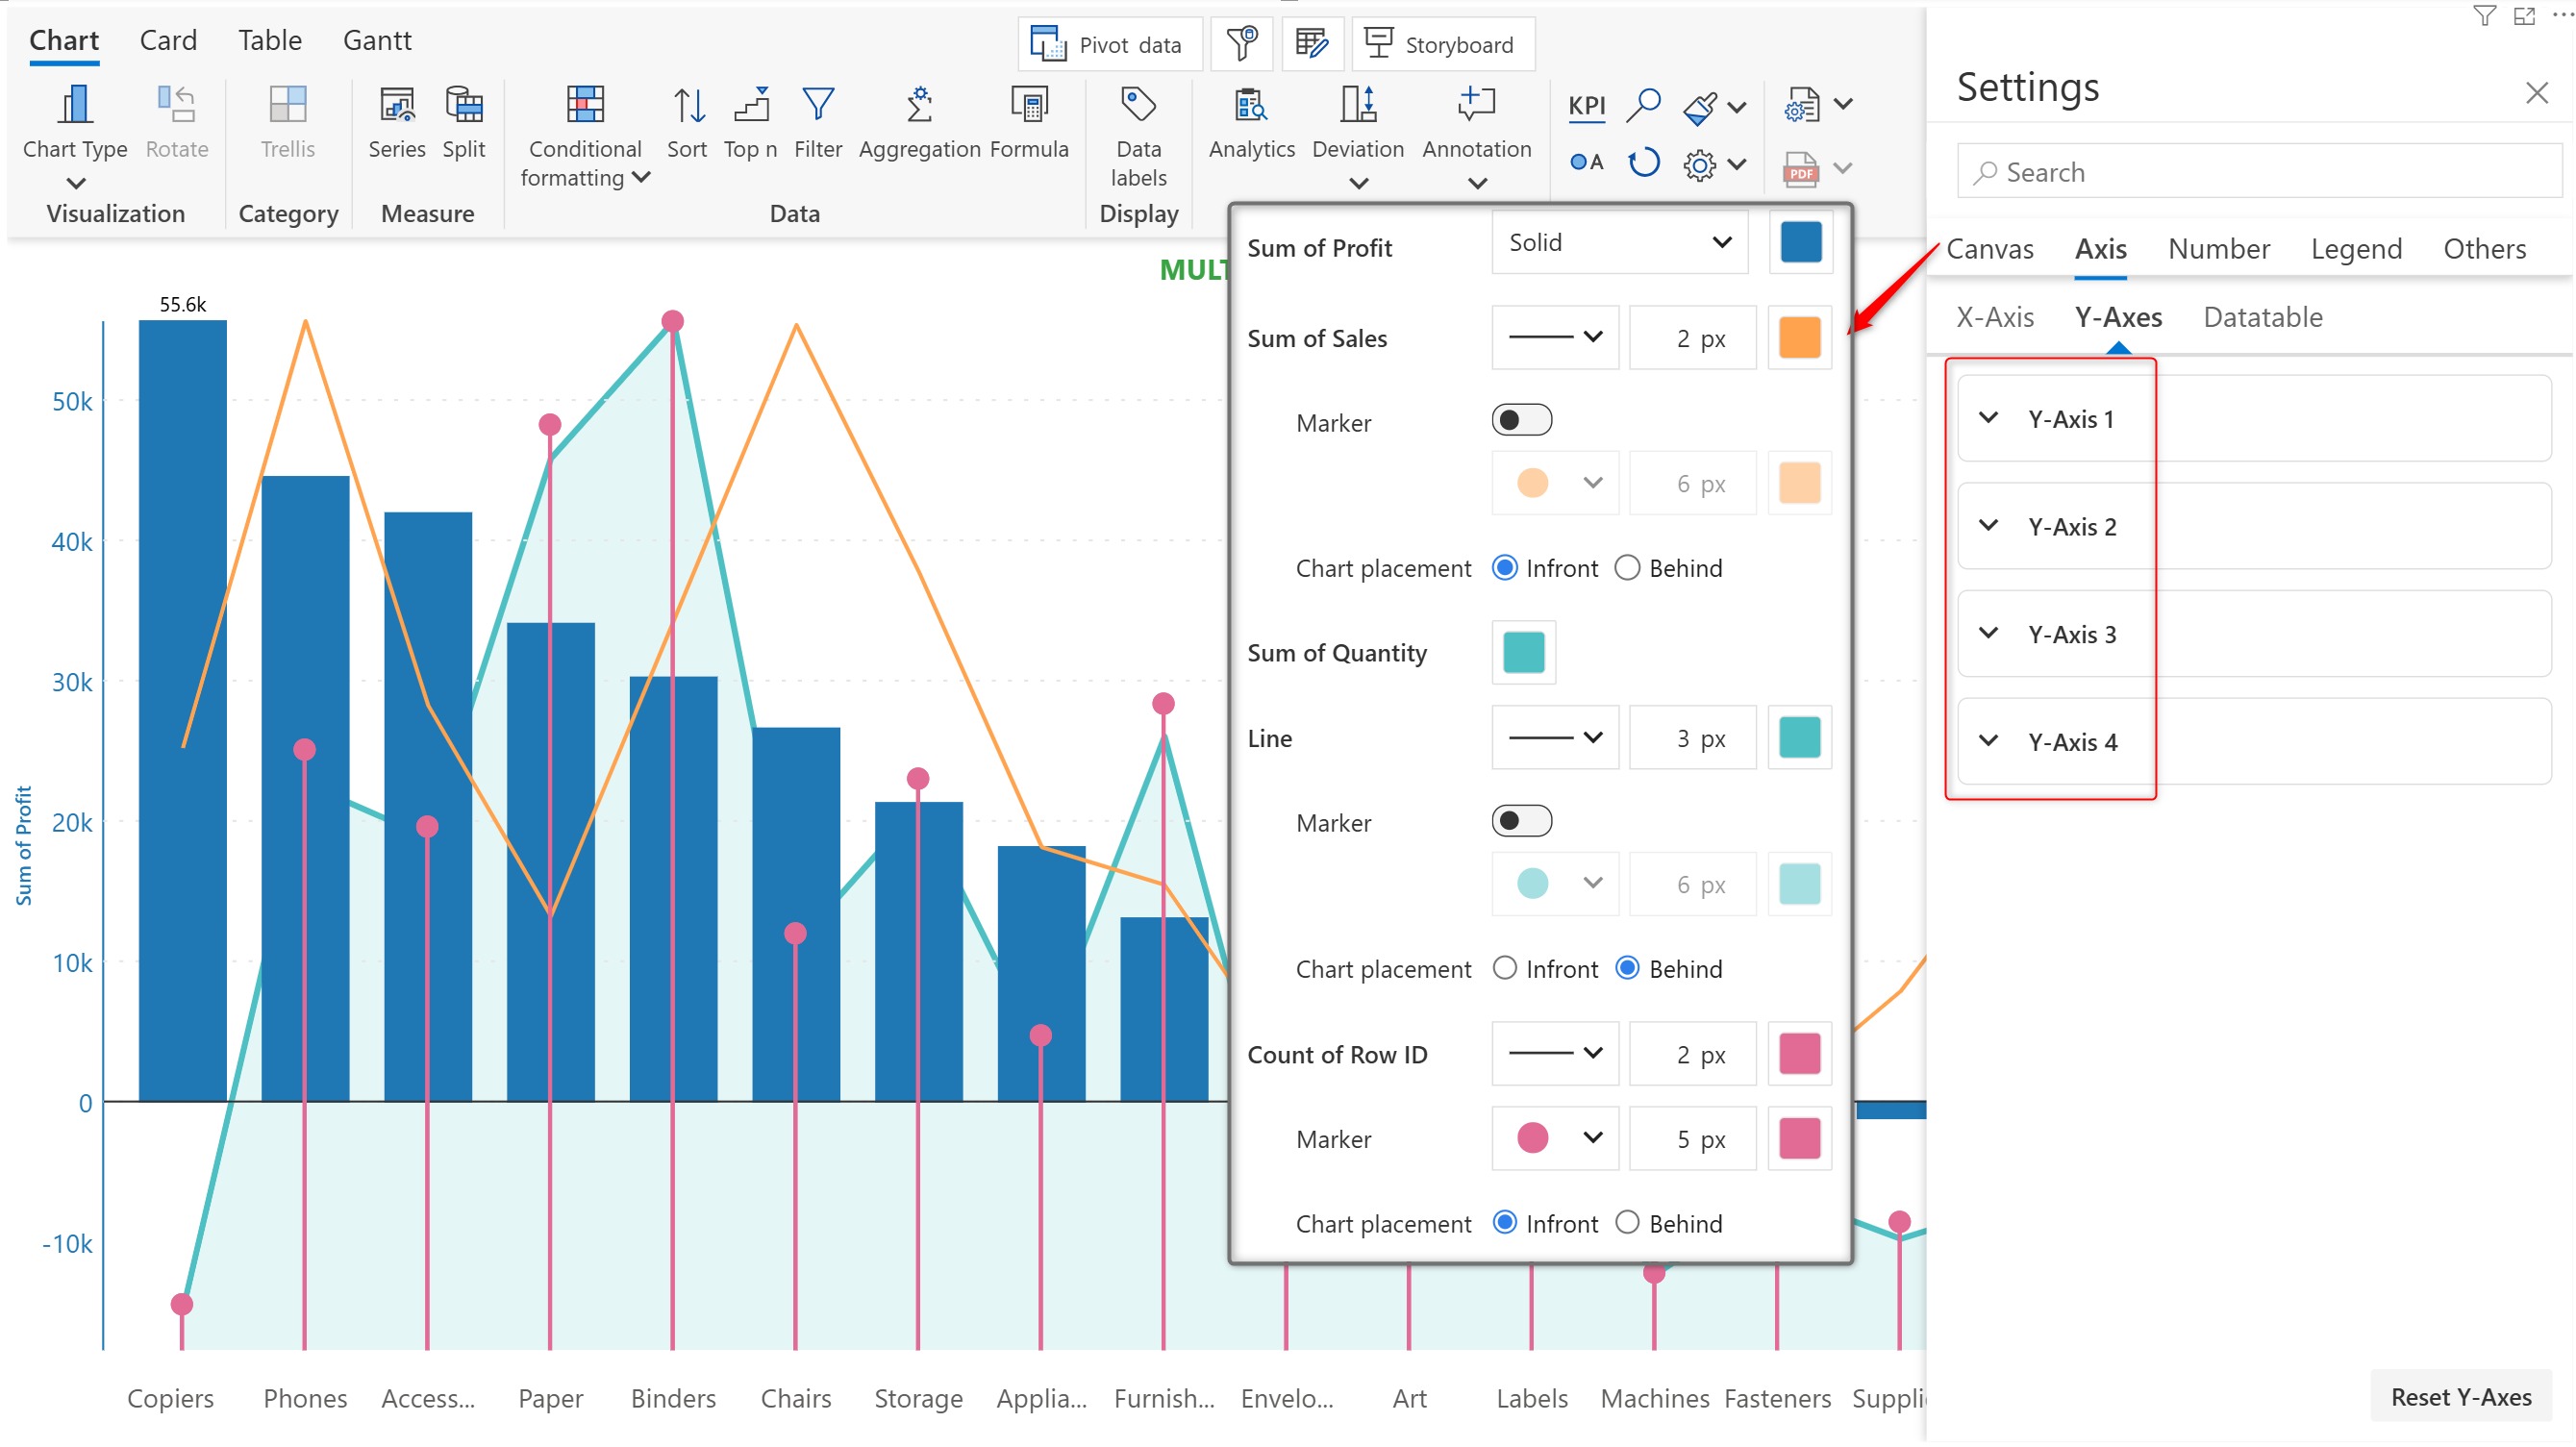 Chart Card Table Gantt
Pivot data
Storyboard
Chart Type
Rotate
Visualization
Trellis
Category
Series
Split
Measure
Conditional
formatting
Sort
Top n
Filter
Aggregation
Formula
Data
Data
labels
Display
Analytics
Deviation
Annotation
KPI
A
PDF
Settings
Search
Canvas Axis Number Legend Others
X-Axis Y-Axes Datatable
Y-Axis 1
Y-Axis 2
Y-Axis 3
Y-Axis 4
Reset Y-Axes
MULT
Sum of Profit Solid
Sum of Sales 2 px
Marker
6 px
Chart placement Infront Behind
Sum of Quantity
Line 3 px
Marker
6 px
Chart placement Infront Behind
Count of Row ID 2 px
Marker 5 px
Chart placement Infront Behind
55.6k
50k
40k
30k
20k
10k
0
-10k
Sum of Profit
Copiers Phones Access... Paper Binders Chairs Storage Applia... Furnish... Envelo... Art Labels Machines Fasteners Suppli